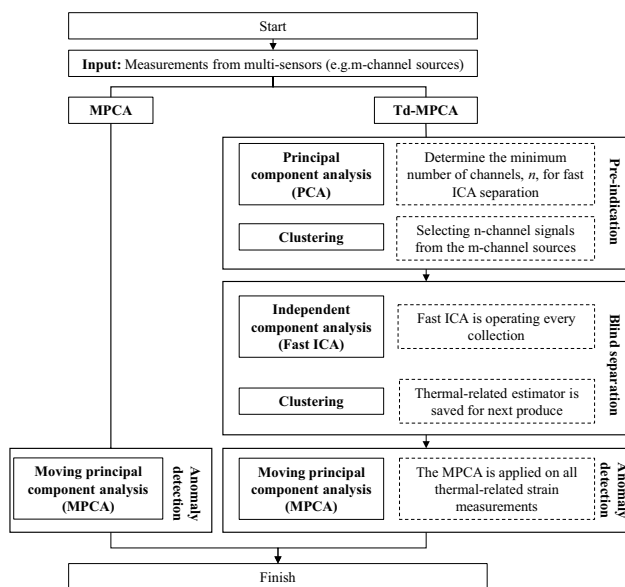 Start
Input: Measurements from multi-sensors (e.g.m-channel sources)
MPCA
Td-MPCA
Principal
component analysis
(PCA)
Determine the minimum
number of channels, n, for fast
ICA separation
Clustering
Selecting n-channel signals
from the m-channel sources
Pre-indication
Independent
component analysis
(Fast ICA)
Fast ICA is operating every
collection
Clustering
Thermal-related estimator is
saved for next produce
Blind separation
Moving principal
component analysis
(MPCA)
Anomaly
detection
Moving principal
component analysis
(MPCA)
The MPCA is applied on all
thermal-related strain
measurements
Anomaly
detection
Finish